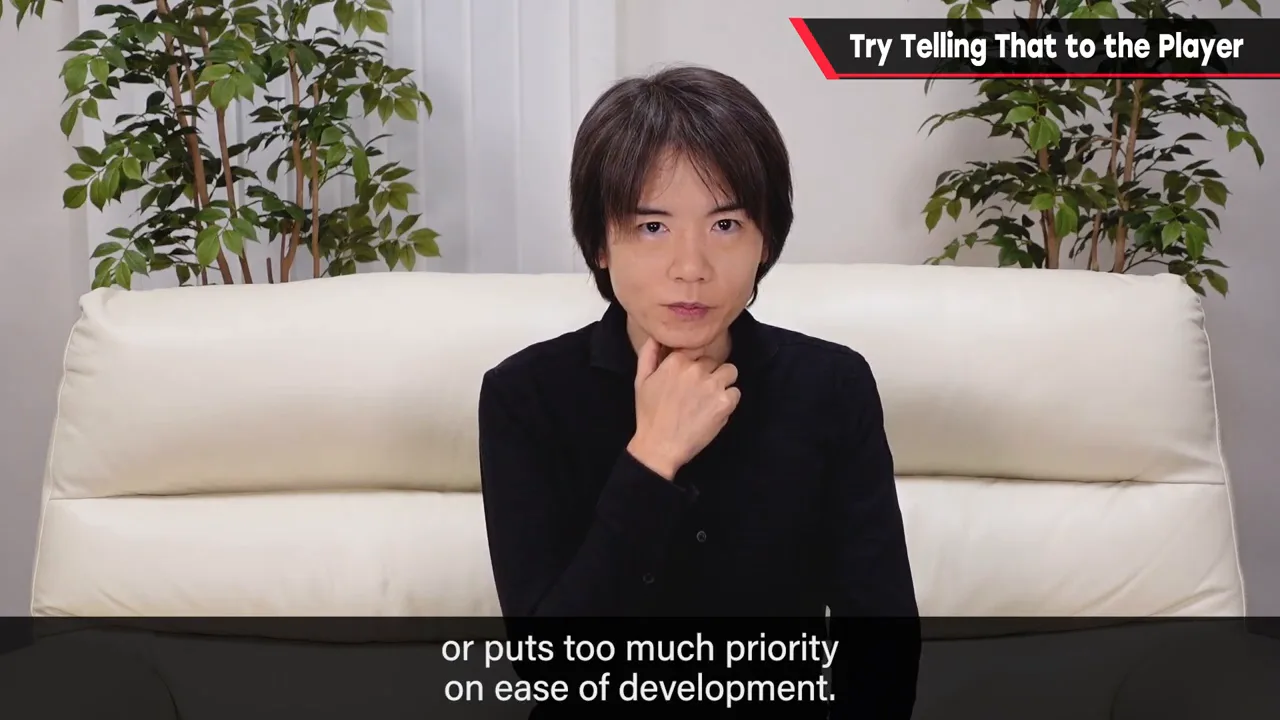 Try Telling That to the Player
or puts too much priority
on ease of development.